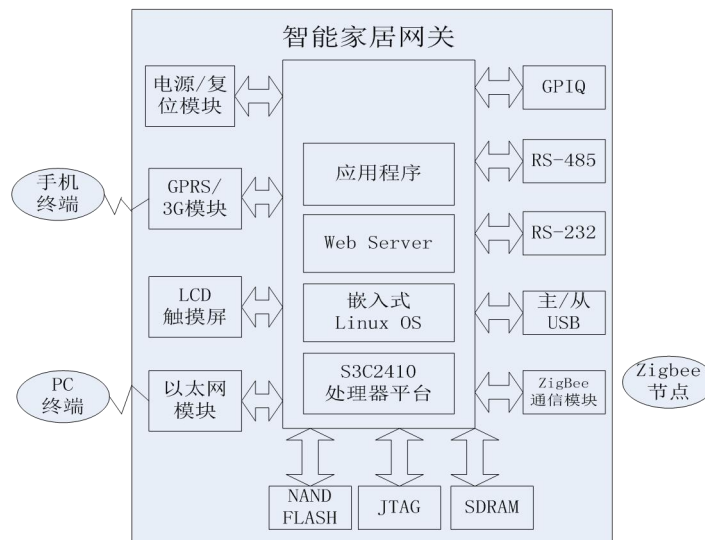 智能家居网关
电源/复
位模块
GPIQ
应用程序
RS-485
手机
终端
GPRS/
3G模块
Web Server
RS-232
LCD
触摸屏
嵌入式
Linux OS
主/从
USB
PC
终端
以太网
模块
S3C2410
处理器平台
ZigBee
通信模块
Zigbee
节点
NAND
FLASH
JTAG
SDRAM